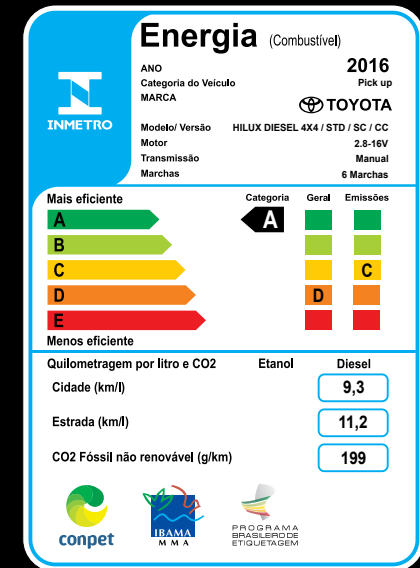 Energia (Combustível)
ANO 2016
Categoria do Veículo Pick up
MARCA TOYOTA
INMETRO
Modelo/ Versão HILUX DIESEL 4X4 / STD / SC / CC
Motor 2.8-16V
Transmissão Manual
Marchas 6 Marchas
Mais eficiente Categoria Geral Emissões
A A
B
C C
D D
E
Menos eficiente
Quilometragem por litro e CO2 Etanol Diesel
Cidade (km/l) 9,3
Estrada (km/l) 11,2
CO2 Fóssil não renovável (g/km) 199
conpet
IBAMA
MMA
PROGRAMA
BRASILEIRO DE
ETIQUETAGEM